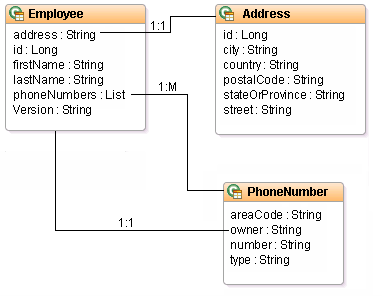 Employee
address : String
id : Long
firstName : String
lastName : String
phoneNumbers : List
Version : String
1:1
Address
id : Long
city : String
country : String
postalCode : String
stateOrProvince : String
street : String
1:M
1:1
PhoneNumber
areaCode : String
owner : String
number : String
type : String